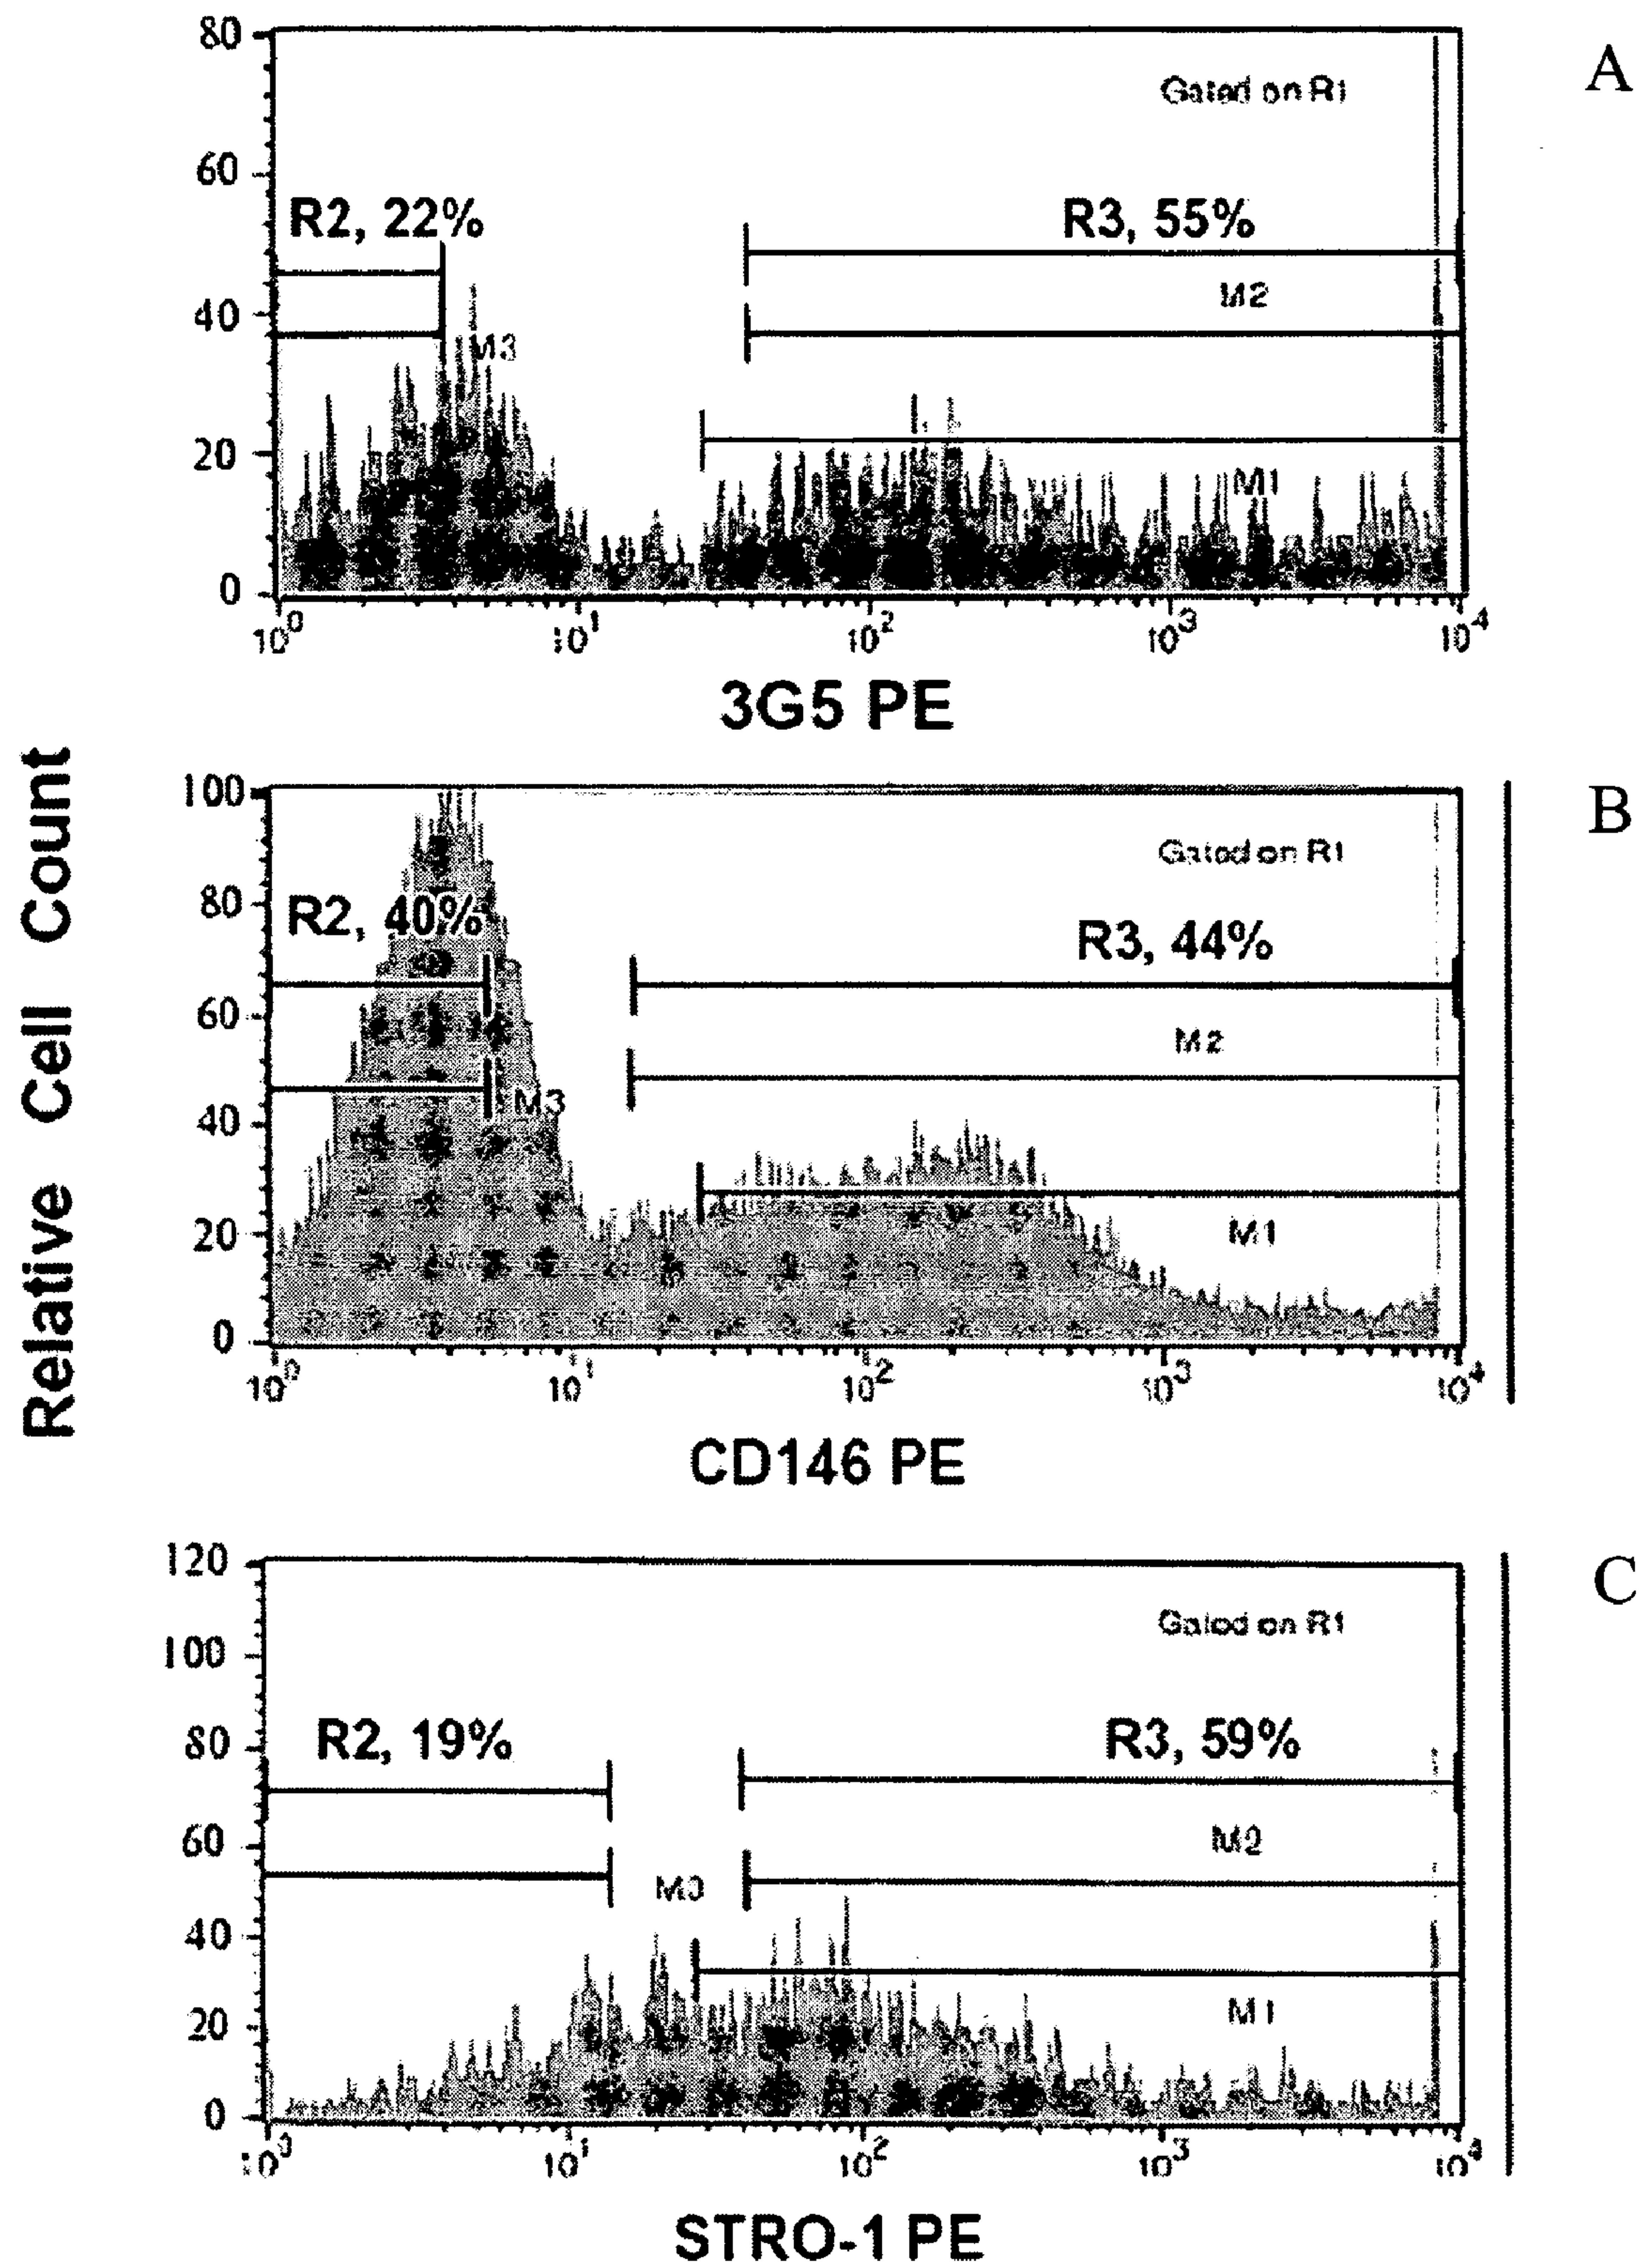 A
80
Gated on R1
60
R2, 22%
R3, 55%
M2
40
M3
20
M1
0
10^0 10^1 10^2 10^3 10^4
3G5 PE
Relative Cell Count
B
100
Gated on R1
80
R2, 40%
R3, 44%
60
M2
M3
40
20
M1
0
10^0 10^1 10^2 10^3 10^4
CD146 PE
C
120
Gated on R1
100
80
R2, 19%
R3, 59%
60
M2
M3
40
20
M1
0
10^0 10^1 10^2 10^3 10^4
STRO-1 PE